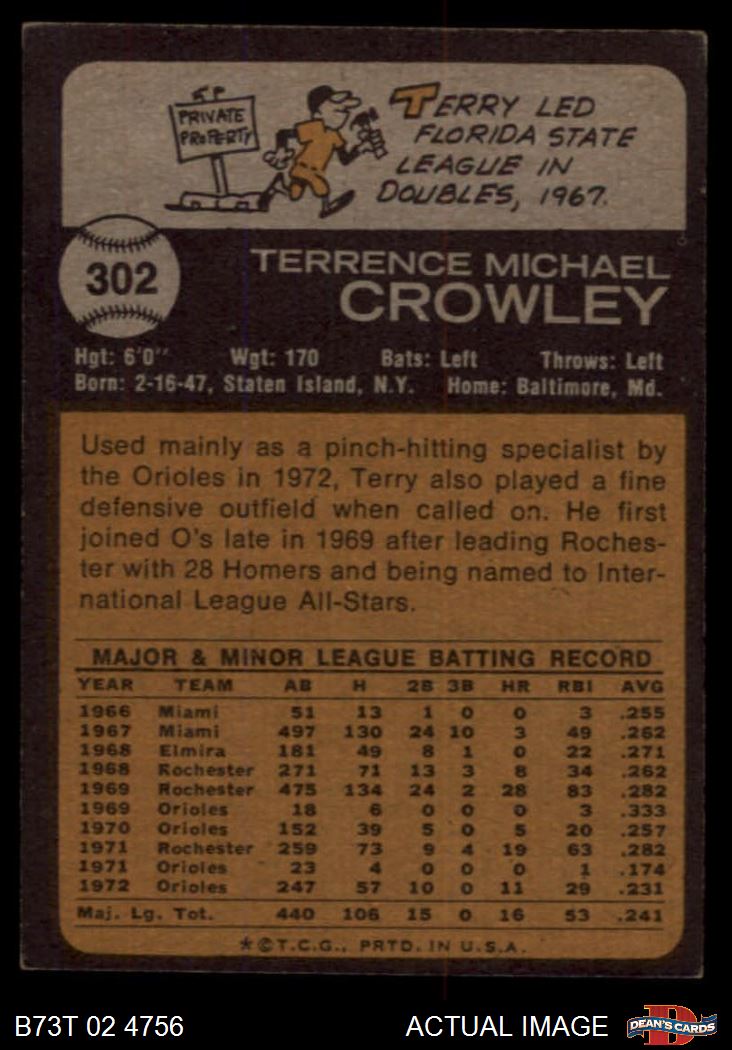 PRIVATE
PROPERTY
TERRY LED
FLORIDA STATE
LEAGUE IN
DOUBLES, 1967.
302
TERRENCE MICHAEL
CROWLEY
Hgt: 6'0" Wgt: 170 Bats: Left Throws: Left
Born: 2-16-47, Staten Island, N.Y. Home: Baltimore, Md.
Used mainly as a pinch-hitting specialist by
the Orioles in 1972, Terry also played a fine
defensive outfield when called on. He first
joined O's late in 1969 after leading Roches-
ter with 28 Homers and being named to Inter-
national League All-Stars.
MAJOR & MINOR LEAGUE BATTING RECORD
YEAR TEAM AB H 2B 3B HR RBI AVG
1966 Miami 51 13 1 0 0 3 .255
1967 Miami 497 130 24 10 3 49 .262
1968 Elmira 181 49 8 1 0 22 .271
1968 Rochester 271 71 13 3 8 34 .262
1969 Rochester 475 134 24 2 28 83 .282
1969 Orioles 18 6 0 0 0 3 .333
1970 Orioles 152 39 5 0 5 20 .257
1971 Rochester 259 73 9 4 19 63 .282
1971 Orioles 23 4 0 0 0 1 .174
1972 Orioles 247 57 10 0 11 29 .231
Maj. Lg. Tot. 440 106 15 0 16 53 .241
*©T.C.G., PRTD. IN U.S.A.
B73T 02 4756 ACTUAL IMAGE D DEAN'S CARDS